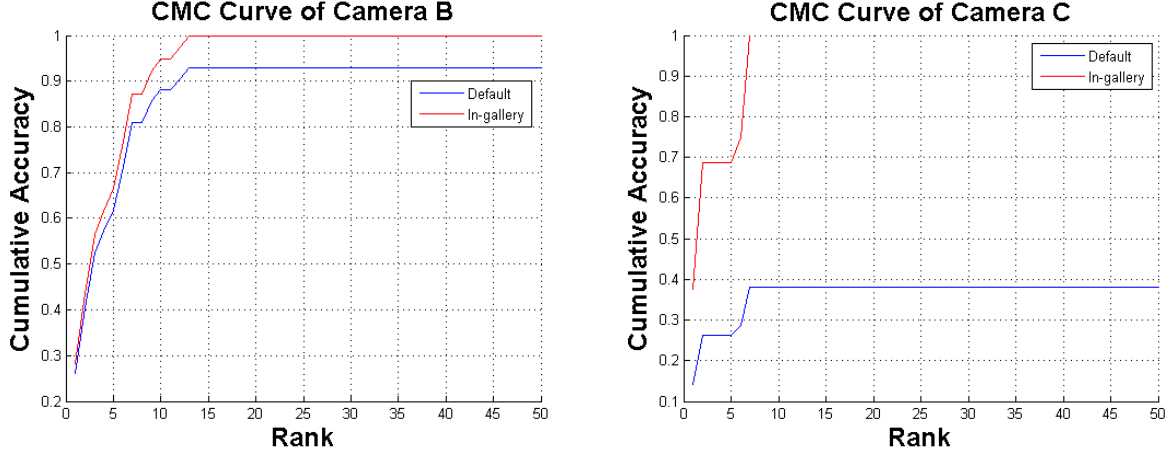 CMC Curve of Camera B
Cumulative Accuracy
1
0.9
0.8
0.7
0.6
0.5
0.4
0.3
0.2
Default
In-gallery
0 5 10 15 20 25 30 35 40 45 50
Rank
CMC Curve of Camera C
Cumulative Accuracy
1
0.9
0.8
0.7
0.6
0.5
0.4
0.3
0.2
0.1
Default
In-gallery
0 5 10 15 20 25 30 35 40 45 50
Rank